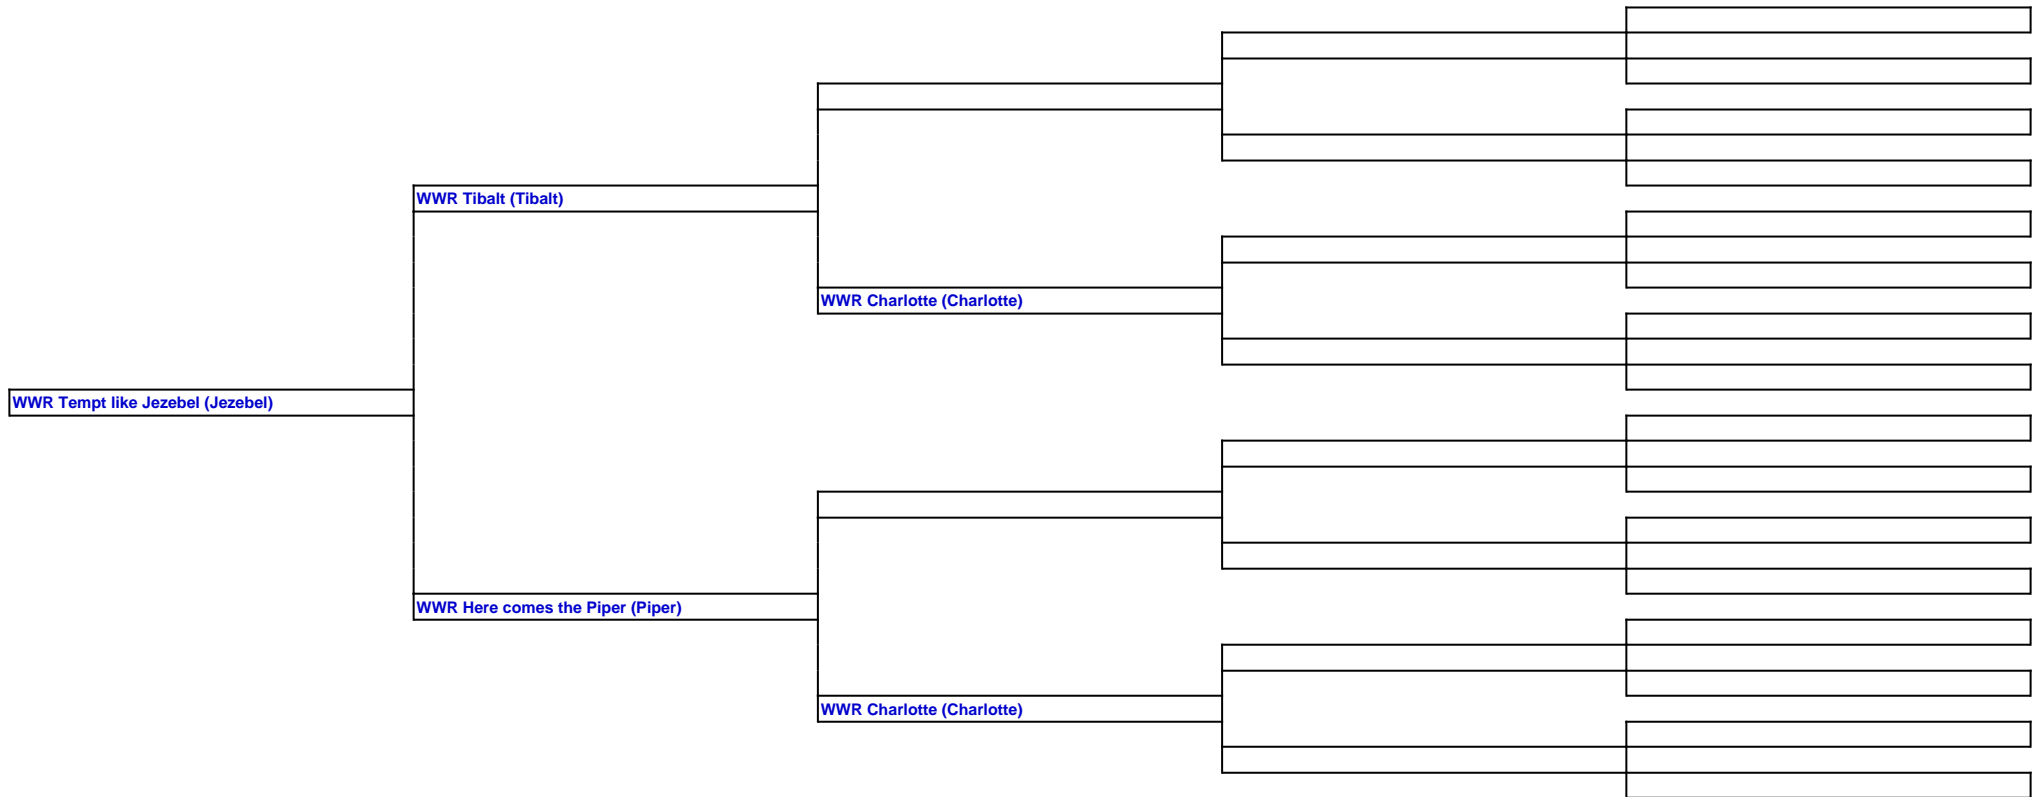 WWR Tibalt (Tibalt)
WWR Charlotte (Charlotte)
WWR Tempt like Jezebel (Jezebel)
WWR Here comes the Piper (Piper)
WWR Charlotte (Charlotte)